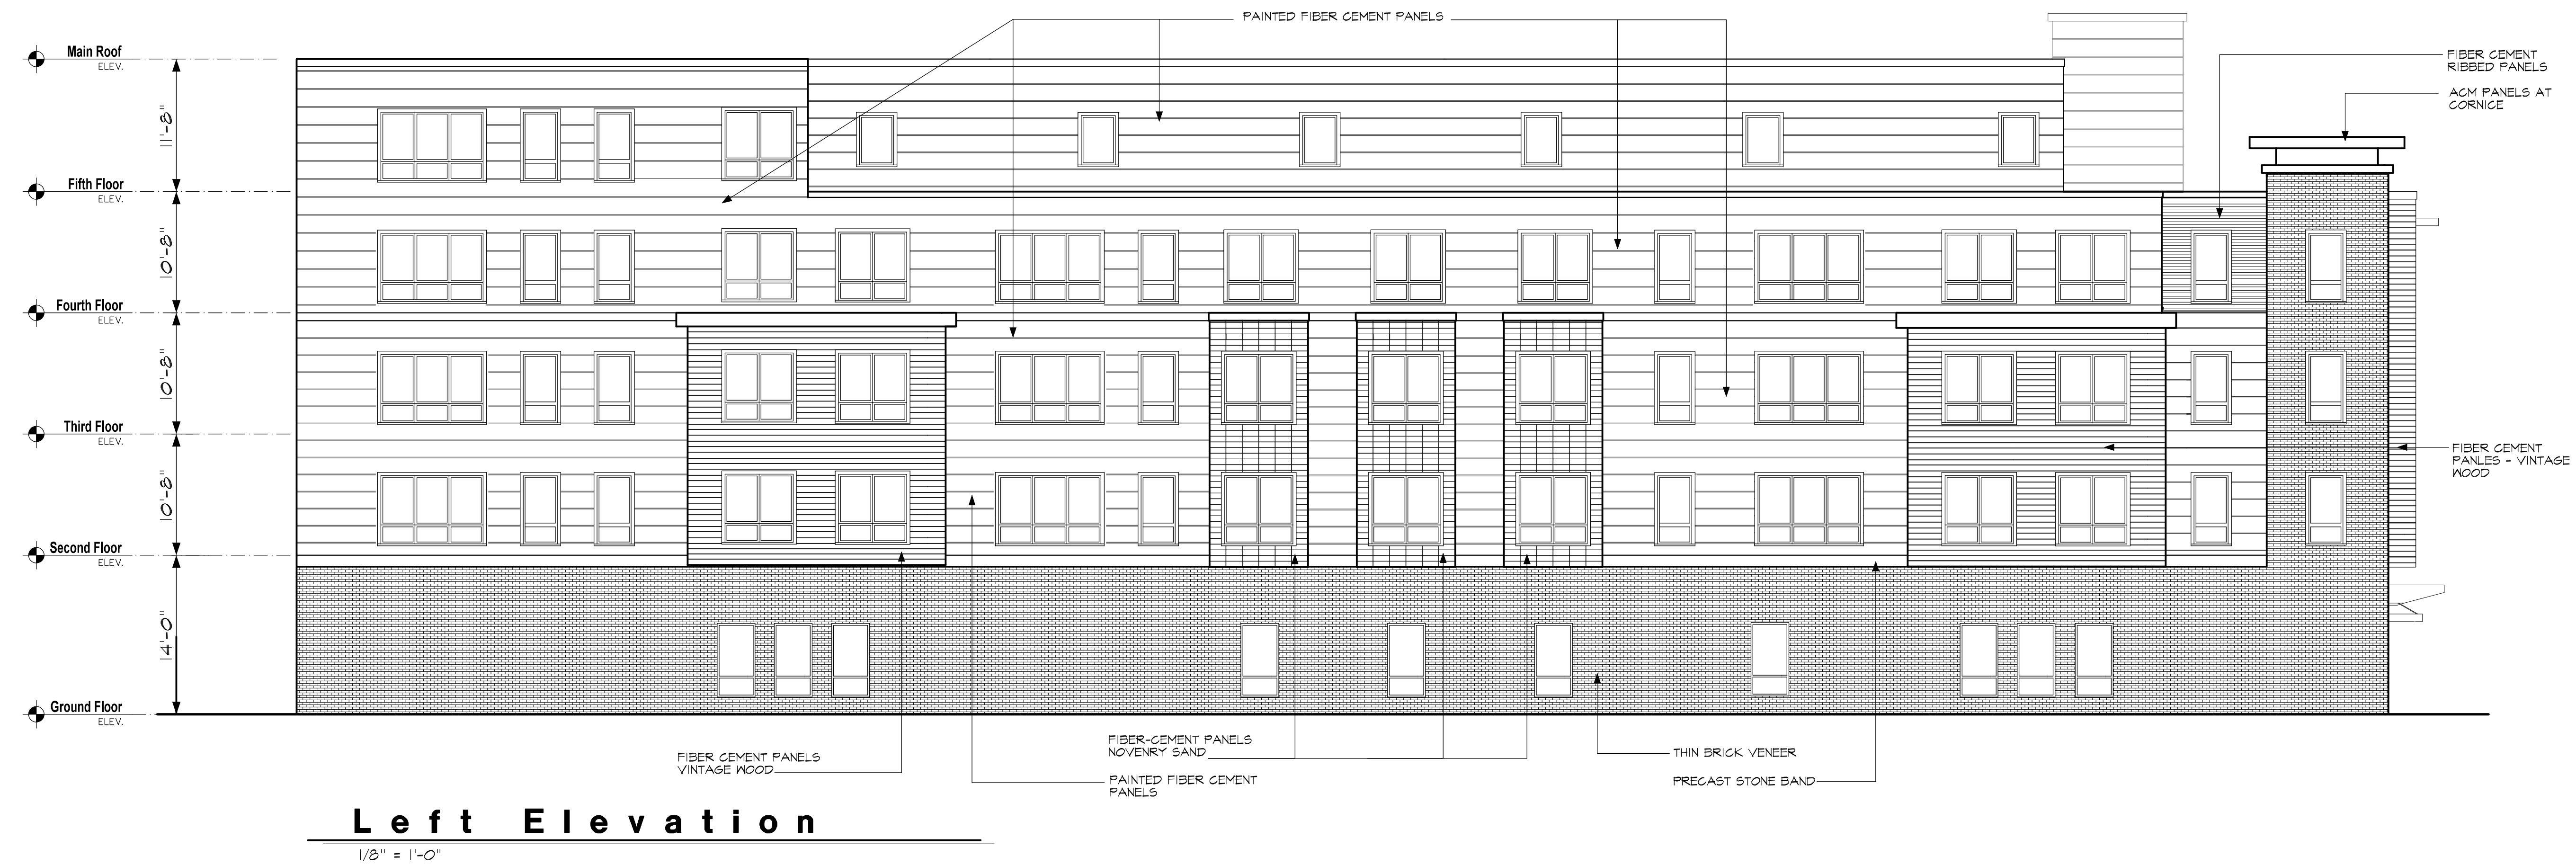 PAINTED FIBER CEMENT PANELS
Main Roof
ELEV.
FIBER CEMENT
RIBBED PANELS
ACM PANELS AT
CORNICE
11'-8"
Fifth Floor
ELEV.
10'-8"
Fourth Floor
ELEV.
10'-8"
Third Floor
ELEV.
FIBER CEMENT
PANLES - VINTAGE
WOOD
10'-8"
Second Floor
ELEV.
14'-0"
Ground Floor
ELEV.
FIBER CEMENT PANELS
VINTAGE WOOD
FIBER-CEMENT PANELS
NOVENRY SAND
PAINTED FIBER CEMENT
PANELS
THIN BRICK VENEER
PRECAST STONE BAND
Left Elevation
1/8" = 1'-0"